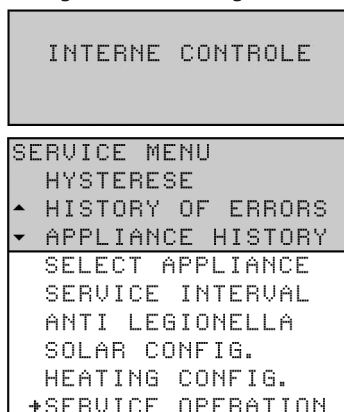 INTERNE CONTROLE
SERVICE MENU
HYSTERESE
HISTORY OF ERRORS
APPLIANCE HISTORY
SELECT APPLIANCE
SERVICE INTERVAL
ANTI LEGIONELLA
SOLAR CONFIG.
HEATING CONFIG.
SERVICE OPERATION